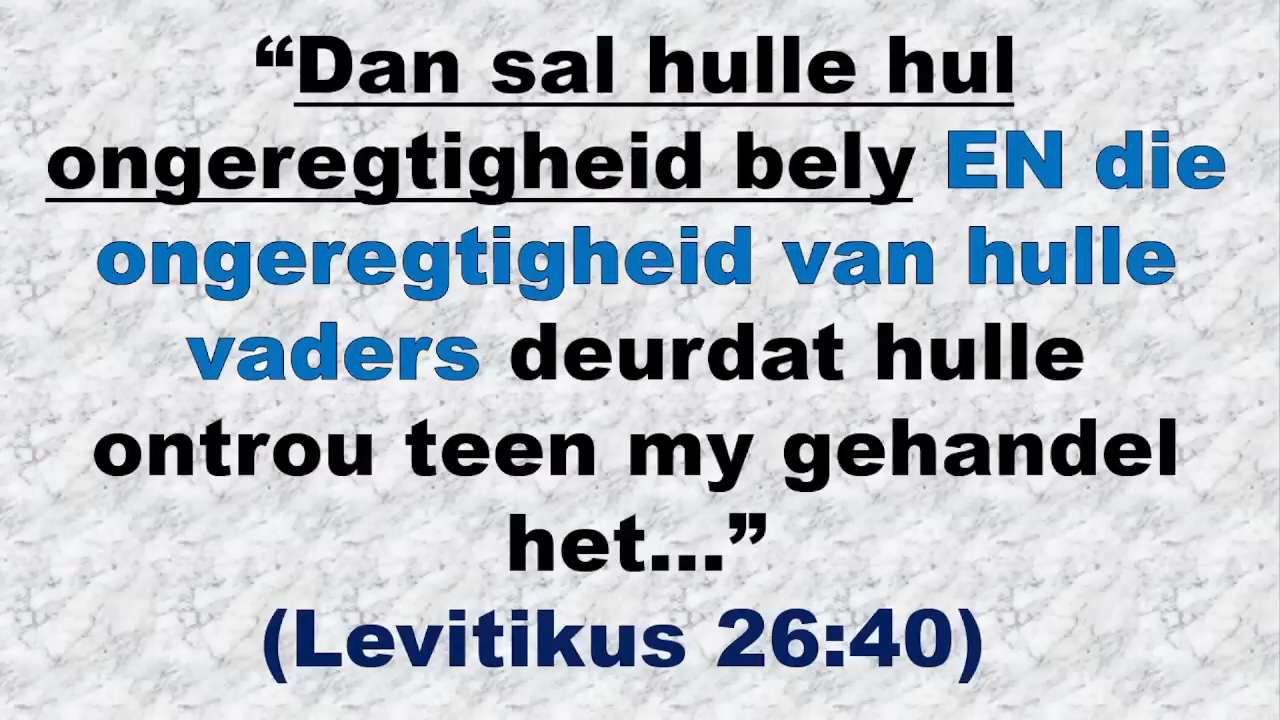 “Dan sal hulle hul
ongeregtigheid bely EN die
ongeregtigheid van hulle
vaders deurdat hulle
ontrou teen my gehandel
het...”
(Levitikus 26:40)